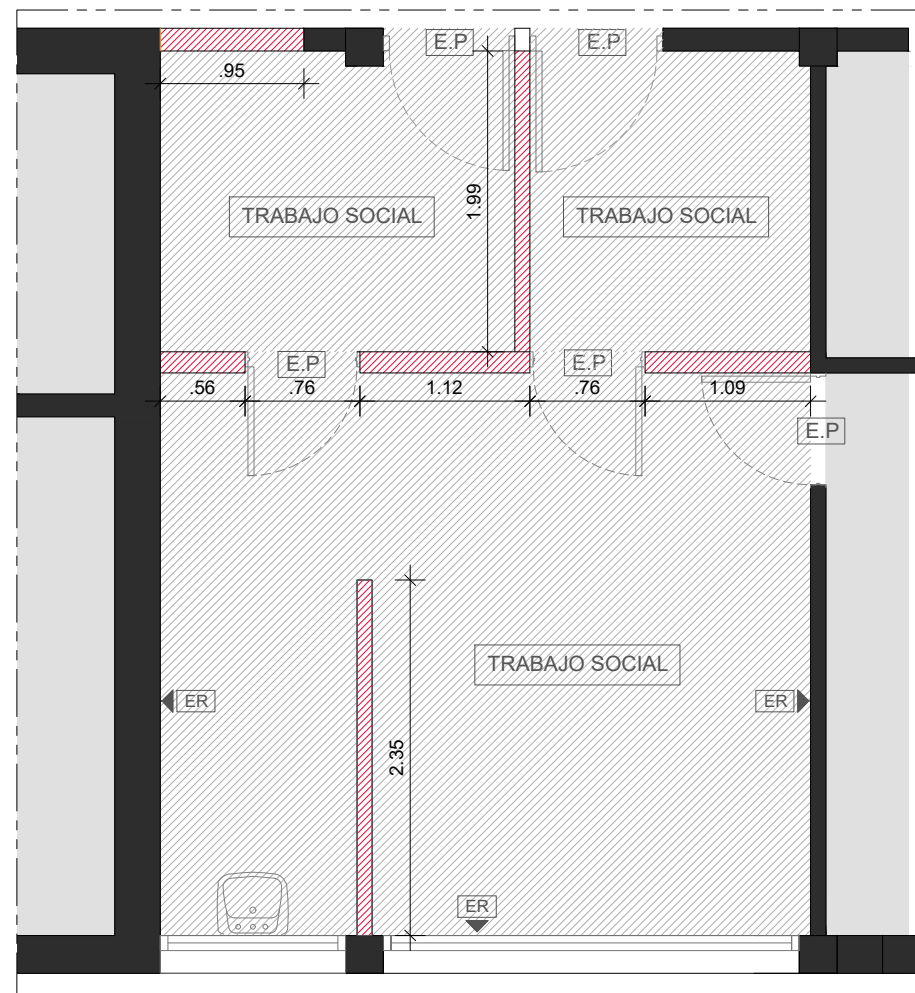 E.P
E.P
.95
1.99
TRABAJO SOCIAL
TRABAJO SOCIAL
E.P
E.P
.56
.76
1.12
.76
1.09
E.P
TRABAJO SOCIAL
ER
ER
2.35
ER